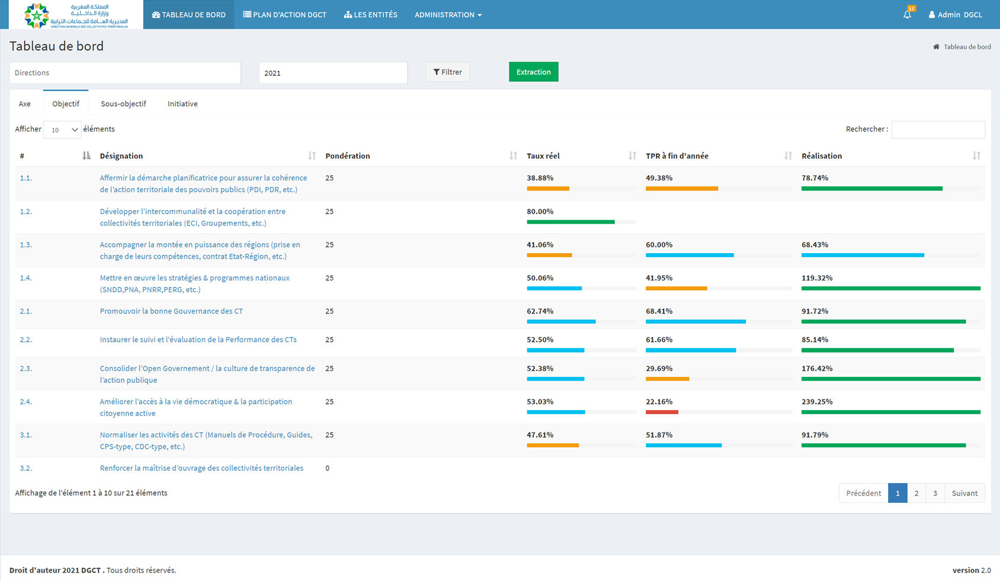 المملكة المغربية
وزارة الـداخلـيـة
المديرية العـامة للجماعات الترابية
DIRECTION GENERALE DES COLLECTIVITES TERRITORIALES
TABLEAU DE BORD
PLAN D'ACTION DGCT
LES ENTITÉS
ADMINISTRATION
17
Admin DGCL
Tableau de bord
Tableau de bord
Directions
2021
Filtrer
Extraction
Axe
Objectif
Sous-objectif
Initiative
Afficher 10 éléments
Rechercher :
# Désignation Pondération Taux réel TPR à fin d'année Réalisation
1.1. Affermir la démarche planificatrice pour assurer la cohérence 25 38.88% 49.38% 78.74%
de l’action territoriale des pouvoirs publics (PDI, PDR, etc.)
1.2. Développer l’intercommunalité et la coopération entre 25 80.00%
collectivités territoriales (ECI, Groupements, etc.)
1.3. Accompagner la montée en puissance des régions (prise en 25 41.06% 60.00% 68.43%
charge de leurs compétences, contrat Etat-Région, etc.)
1.4. Mettre en œuvre les stratégies & programmes nationaux 25 50.06% 41.95% 119.32%
(SNDD,PNA, PNRR,PERG, etc.)
2.1. Promouvoir la bonne Gouvernance des CT 25 62.74% 68.41% 91.72%
2.2. Instaurer le suivi et l'évaluation de la Performance des CTs 25 52.50% 61.66% 85.14%
2.3. Consolider l’Open Governement / la culture de transparence de 25 52.38% 29.69% 176.42%
l’action publique
2.4. Améliorer l’accès à la vie démocratique & la participation 25 53.03% 22.16% 239.25%
citoyenne active
3.1. Normaliser les activités des CT (Manuels de Procédure, Guides, 25 47.61% 51.87% 91.79%
CPS-type, CDC-type, etc.)
3.2. Renforcer la maîtrise d’ouvrage des collectivités territoriales 0
Affichage de l'élément 1 à 10 sur 21 éléments
Précédent 1 2 3 Suivant
Droit d'auteur 2021 DGCT . Tous droits réservés.
version 2.0